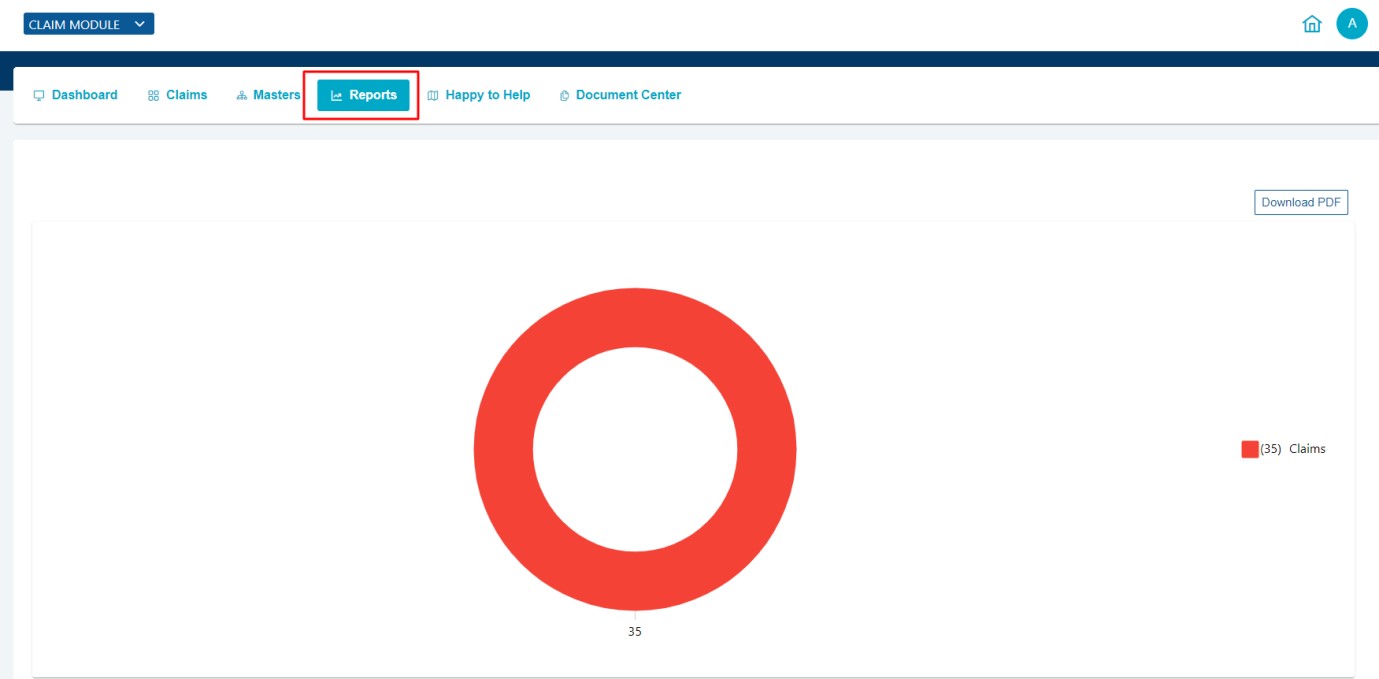 CLAIM MODULE
A
Dashboard Claims Masters Reports Happy to Help Document Center
Download PDF
(35) Claims
35